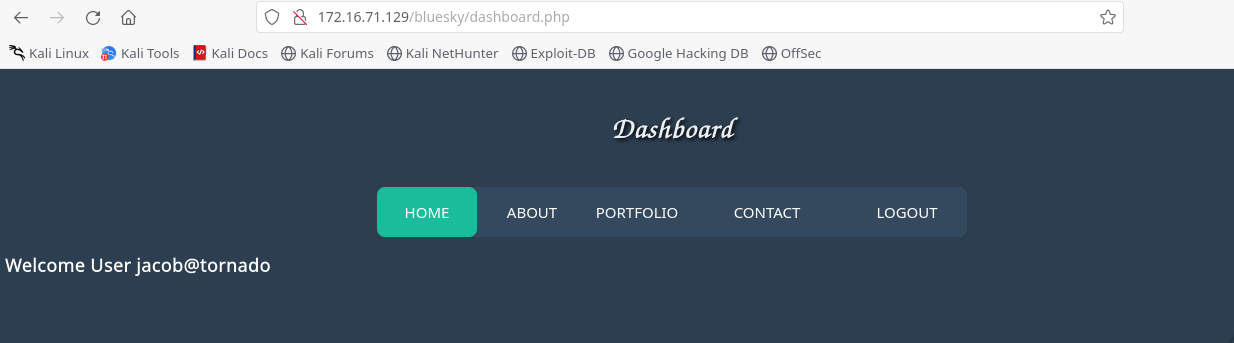 172.16.71.129/bluesky/dashboard.php
Kali Linux Kali Tools Kali Docs Kali Forums Kali NetHunter Exploit-DB Google Hacking DB OffSec
Dashboard
HOME ABOUT PORTFOLIO CONTACT LOGOUT
Welcome User jacob@tornado